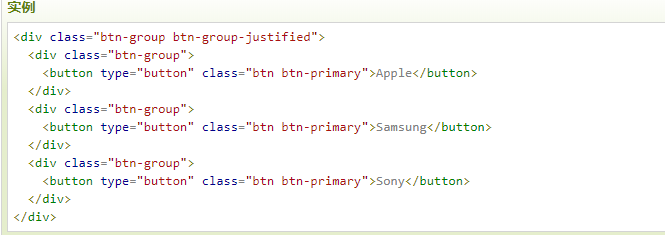 实例
<div class="btn-group btn-group-justified">
  <div class="btn-group">
    <button type="button" class="btn btn-primary">Apple</button>
  </div>
  <div class="btn-group">
    <button type="button" class="btn btn-primary">Samsung</button>
  </div>
  <div class="btn-group">
    <button type="button" class="btn btn-primary">Sony</button>
  </div>
</div>